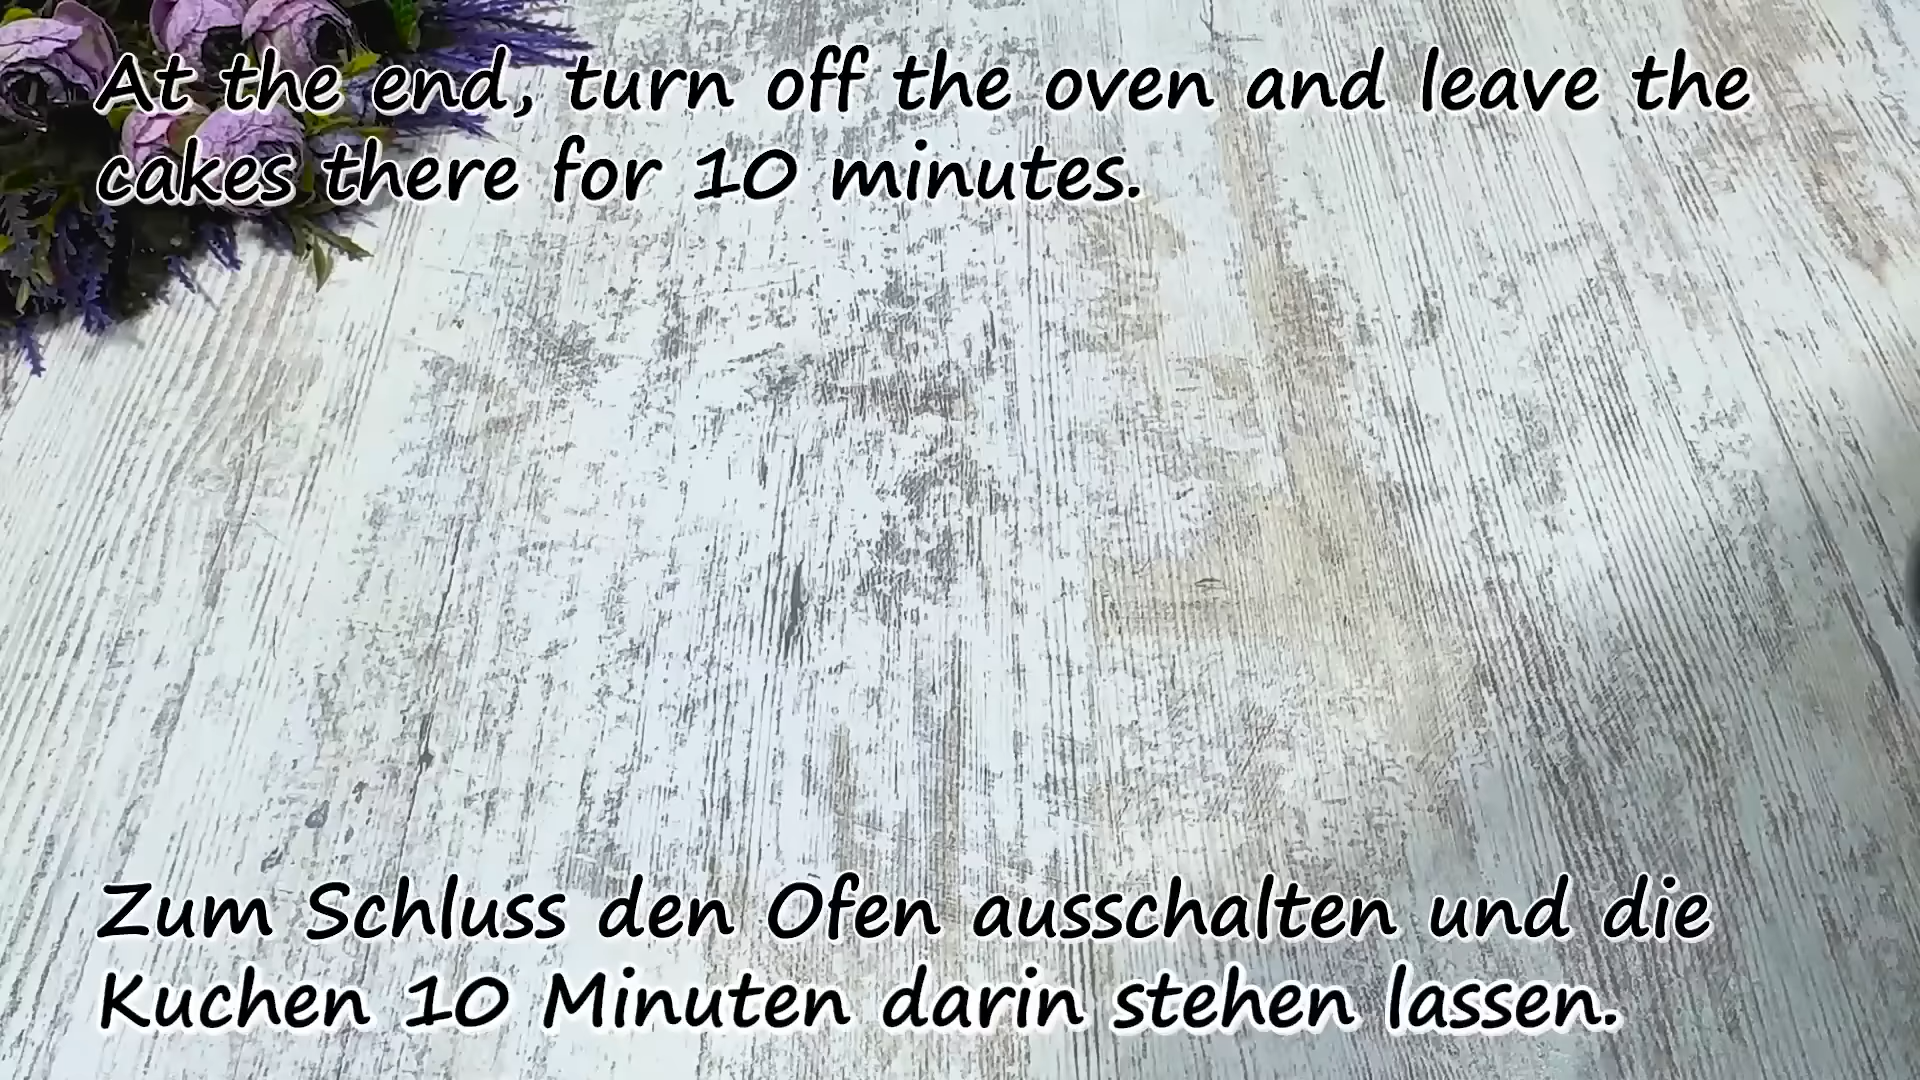 At the end, turn off the oven and leave the
cakes there for 10 minutes.
Zum Schluss den Ofen ausschalten und die
Kuchen 10 Minuten darin stehen lassen.